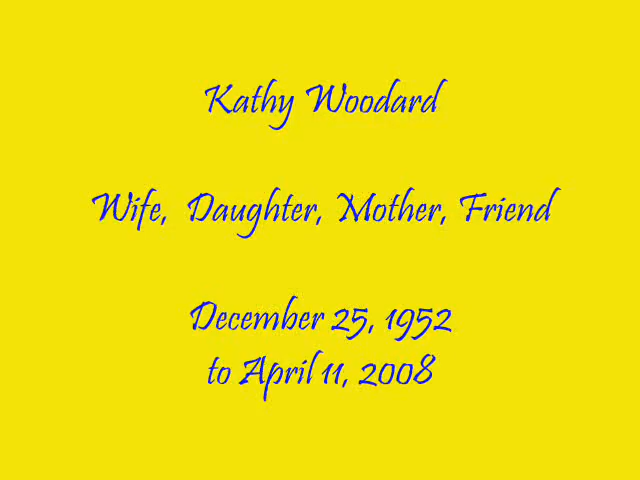 Kathy Woodard
Wife, Daughter, Mother, Friend
December 25, 1952
to April 11, 2008